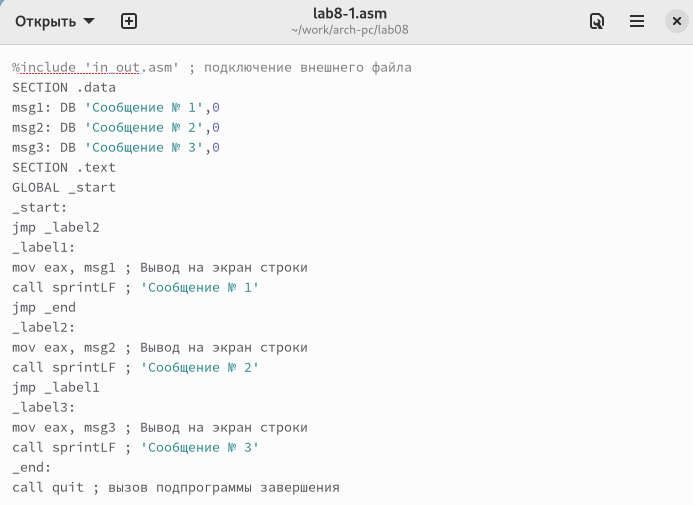 Открыть
lab8-1.asm
~/work/arch-pc/lab08
%include 'in_out.asm' ; подключение внешнего файла
SECTION .data
msg1: DB 'Сообщение № 1',0
msg2: DB 'Сообщение № 2',0
msg3: DB 'Сообщение № 3',0
SECTION .text
GLOBAL _start
_start:
jmp _label2
_label1:
mov eax, msg1 ; Вывод на экран строки
call sprintLF ; 'Сообщение № 1'
jmp _end
_label2:
mov eax, msg2 ; Вывод на экран строки
call sprintLF ; 'Сообщение № 2'
jmp _label1
_label3:
mov eax, msg3 ; Вывод на экран строки
call sprintLF ; 'Сообщение № 3'
_end:
call quit ; вызов подпрограммы завершения